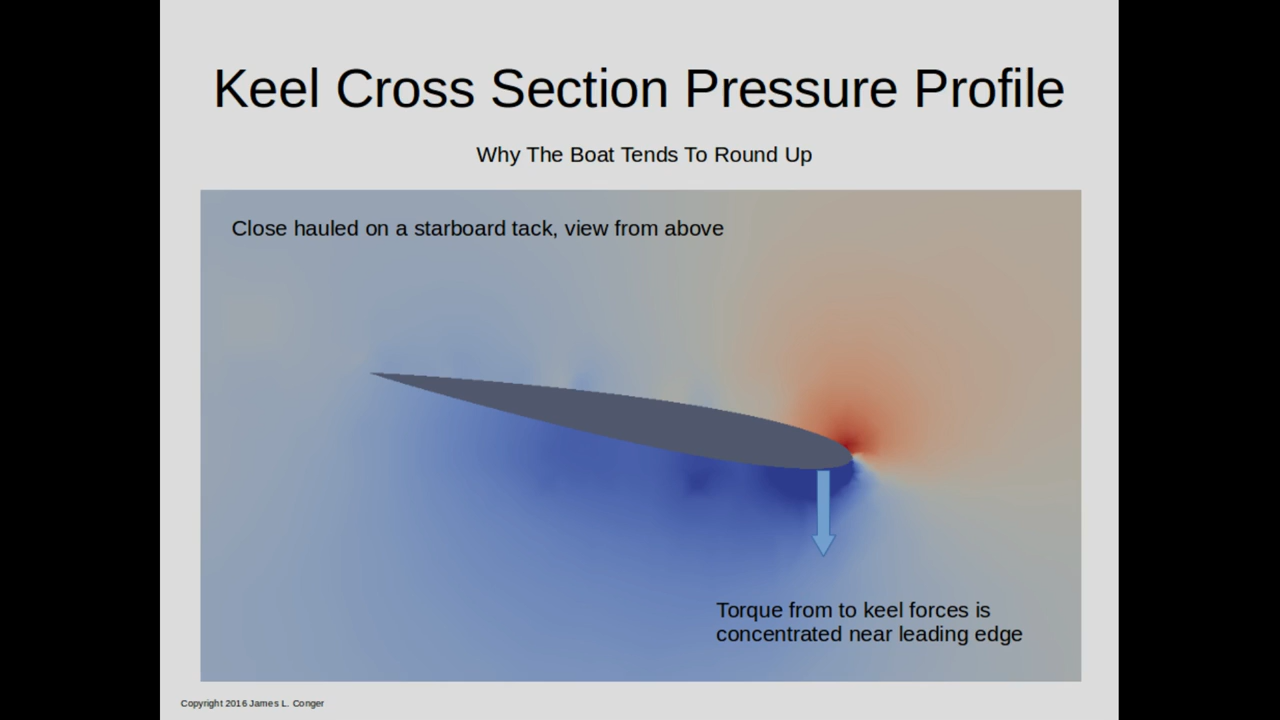 Keel Cross Section Pressure Profile
Why The Boat Tends To Round Up
Close hauled on a starboard tack, view from above
Torque from to keel forces is
concentrated near leading edge
Copyright 2016 James L. Conger